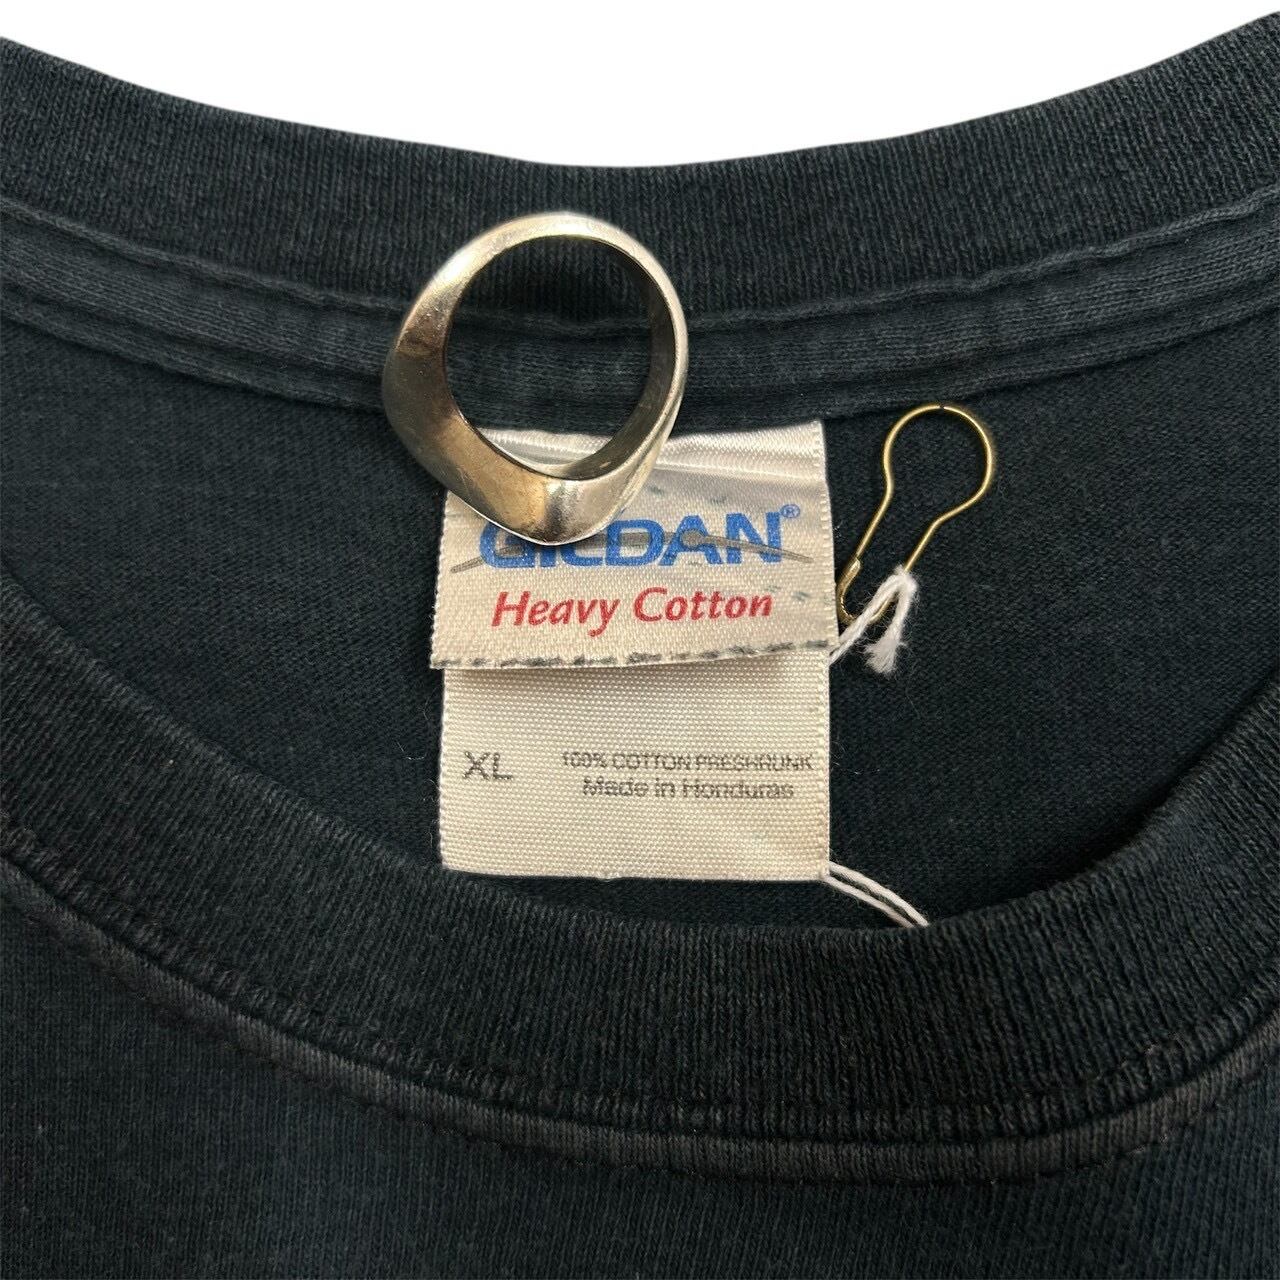 GILDAN®
Heavy Cotton
XL
100% COTTON PRESHRUNK
Made in Honduras